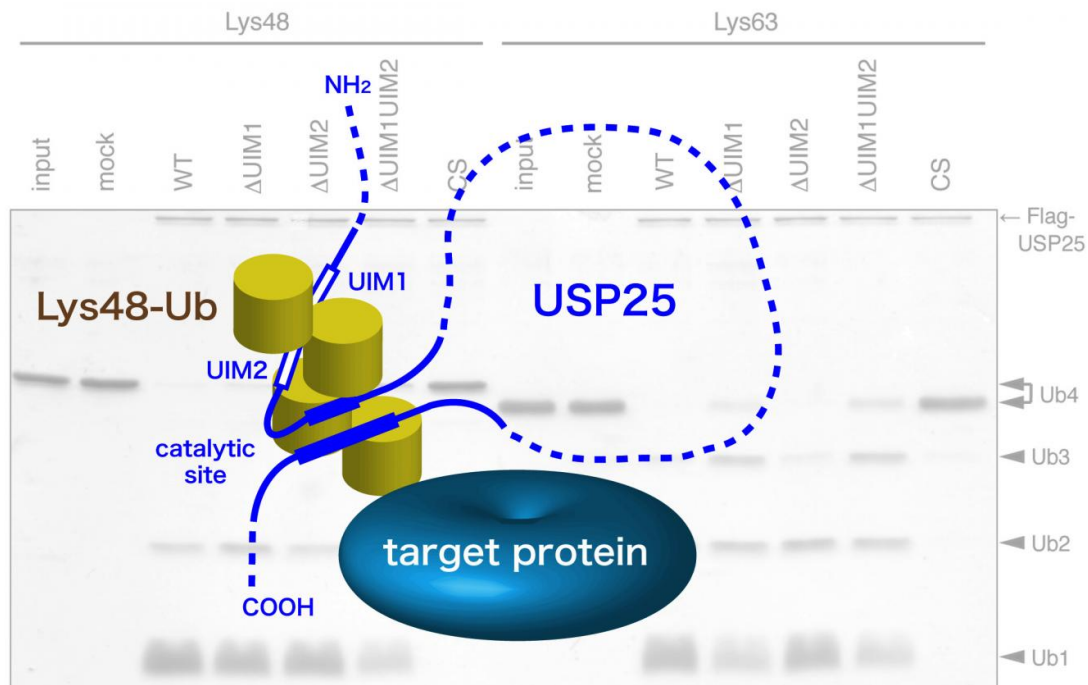 Lys48
Lys63
input
mock
WT
ΔUIM1
ΔUIM2
ΔUIM1UIM2
CS
input
mock
WT
ΔUIM1
ΔUIM2
ΔUIM1UIM2
CS
NH2
← Flag-
USP25
UIM1
Lys48-Ub
USP25
UIM2
Ub4
catalytic
site
Ub3
target protein
Ub2
COOH
Ub1